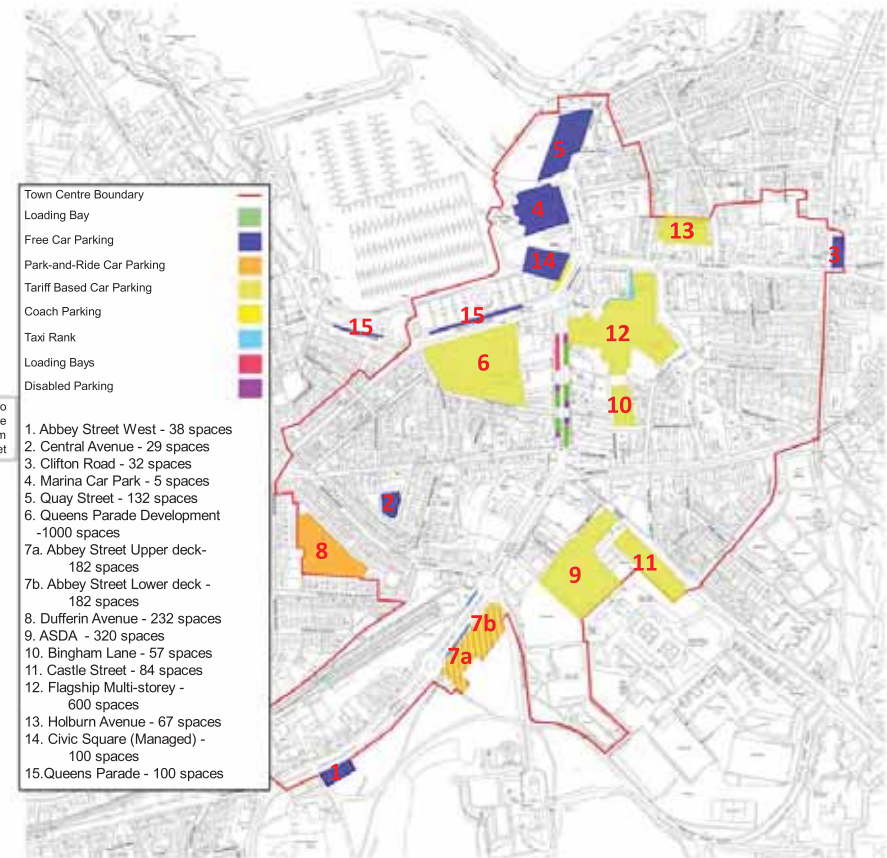 Town Centre Boundary
Loading Bay
Free Car Parking
Park-and-Ride Car Parking
Tariff Based Car Parking
Coach Parking
Taxi Rank
Loading Bays
Disabled Parking
o
e
m
et
1. Abbey Street West - 38 spaces
2. Central Avenue - 29 spaces
3. Clifton Road - 32 spaces
4. Marina Car Park - 5 spaces
5. Quay Street - 132 spaces
6. Queens Parade Development
-1000 spaces
7a. Abbey Street Upper deck-
182 spaces
7b. Abbey Street Lower deck -
182 spaces
8. Dufferin Avenue - 232 spaces
9. ASDA - 320 spaces
10. Bingham Lane - 57 spaces
11. Castle Street - 84 spaces
12. Flagship Multi-storey -
600 spaces
13. Holburn Avenue - 67 spaces
14. Civic Square (Managed) -
100 spaces
15.Queens Parade - 100 spaces
5
4
13
14
3
15
15
12
6
10
2
8
9
11
7b
7a
1